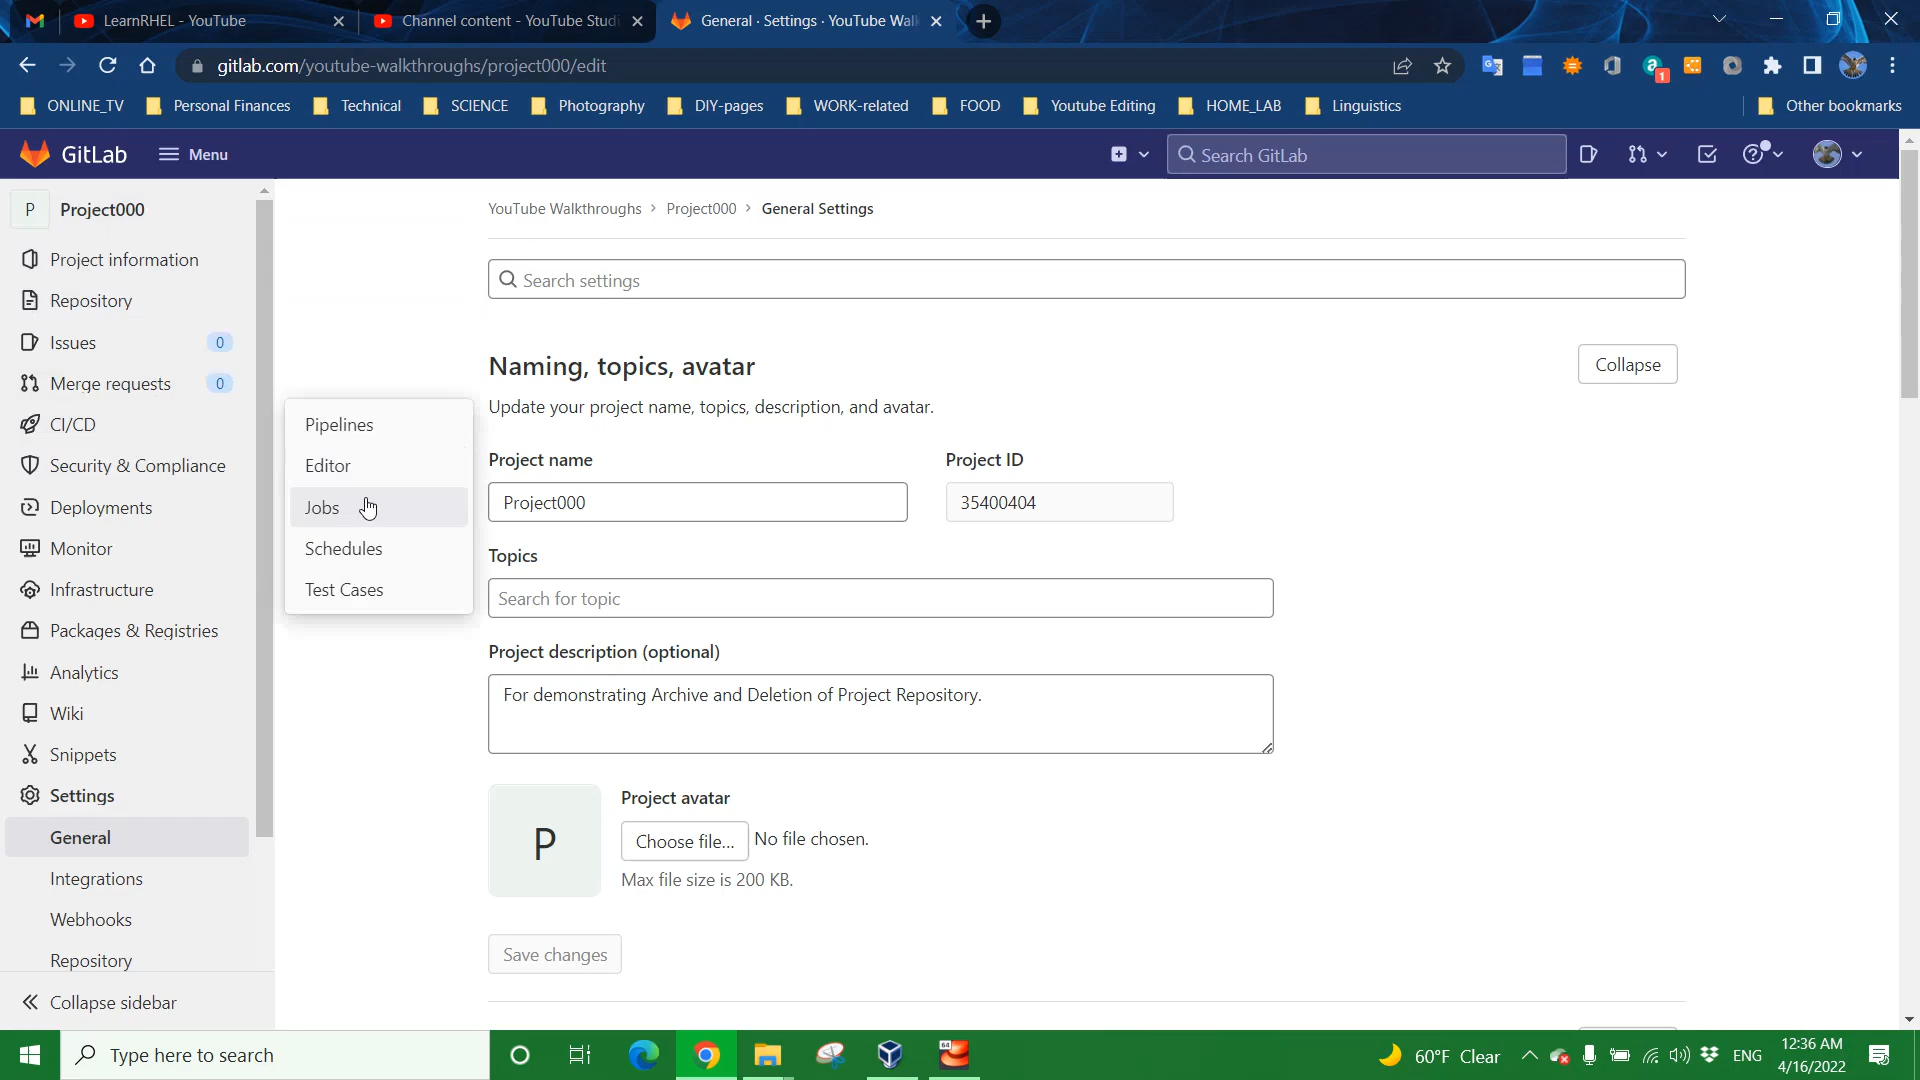 LearnRHEL - YouTube
Channel content - YouTube Studi
General · Settings · YouTube Walk
gitlab.com/youtube-walkthroughs/project000/edit
1
ONLINE_TV
Personal Finances
Technical
SCIENCE
Photography
DIY-pages
WORK-related
FOOD
Youtube Editing
HOME_LAB
Linguistics
Other bookmarks
GitLab
Menu
Search GitLab
P
Project000
Project information
Repository
Issues
0
Merge requests
0
CI/CD
Security & Compliance
Deployments
Monitor
Infrastructure
Packages & Registries
Analytics
Wiki
Snippets
Settings
General
Integrations
Webhooks
Repository
Collapse sidebar
Pipelines
Editor
Jobs
Schedules
Test Cases
YouTube Walkthroughs › Project000 › General Settings
Search settings
Naming, topics, avatar
Collapse
Update your project name, topics, description, and avatar.
Project name
Project ID
Project000
35400404
Topics
Search for topic
Project description (optional)
For demonstrating Archive and Deletion of Project Repository.
P
Project avatar
Choose file...
No file chosen.
Max file size is 200 KB.
Save changes
Type here to search
64
60°F Clear
ENG
12:36 AM
4/16/2022